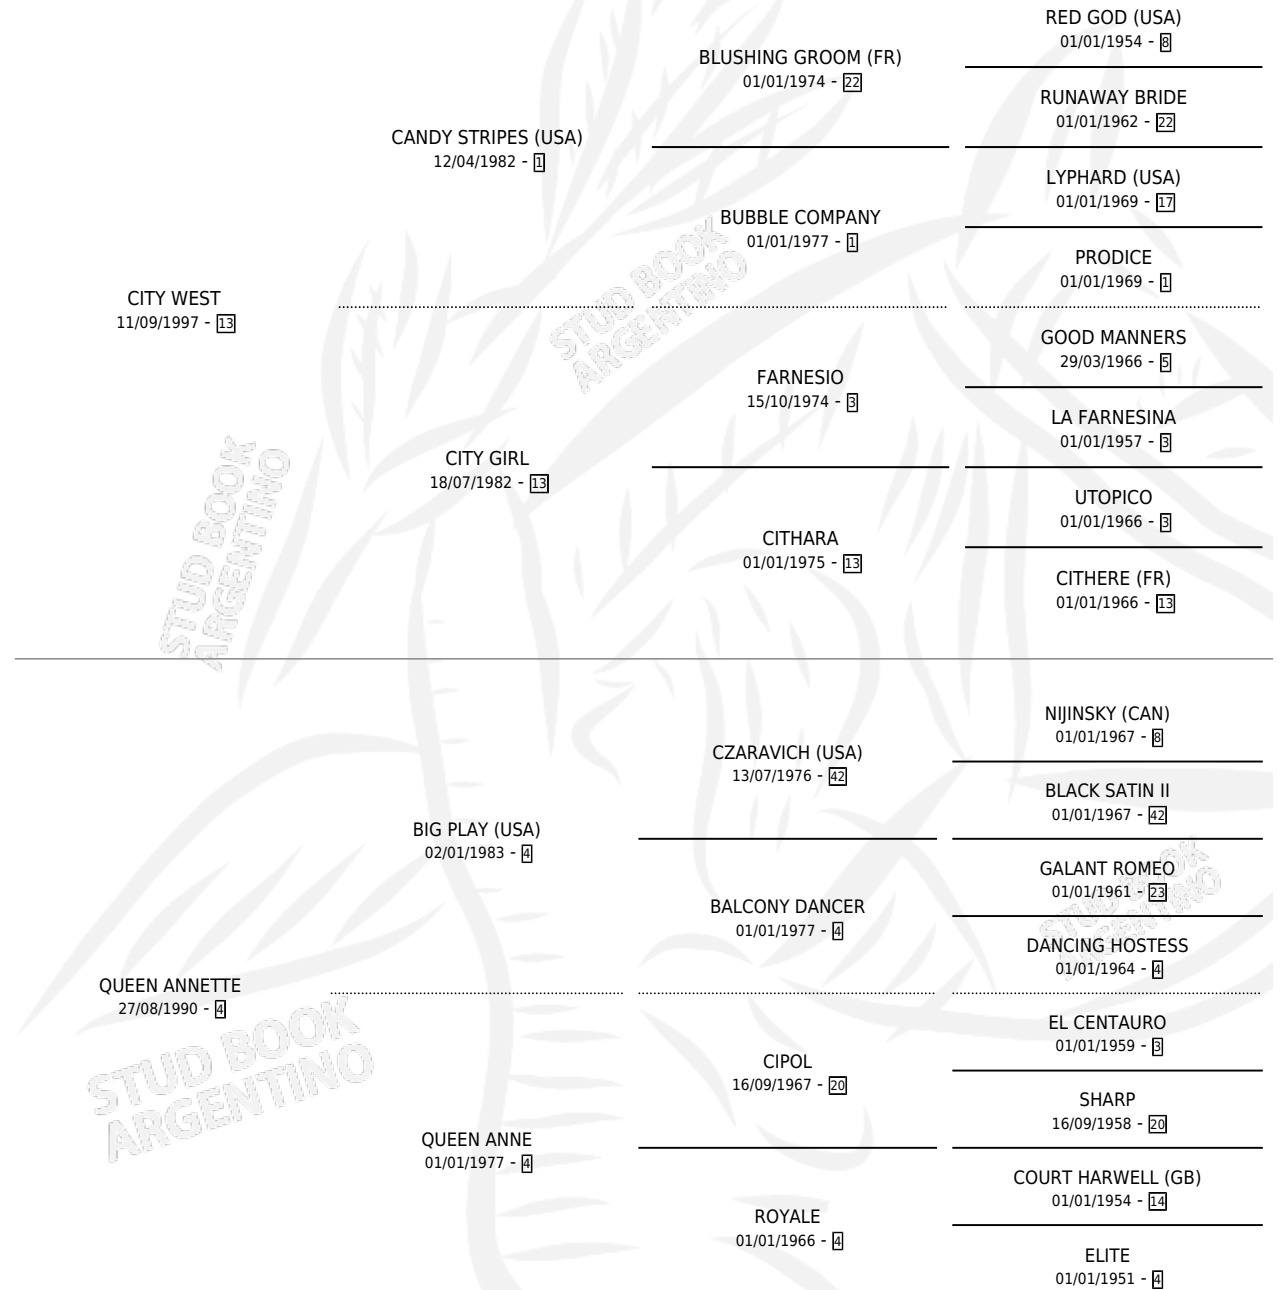 RED GOD (USA)
01/01/1954 - 8
BLUSHING GROOM (FR)
01/01/1974 - 22
RUNAWAY BRIDE
01/01/1962 - 22
CANDY STRIPES (USA)
12/04/1982 - 1
LYPHARD (USA)
01/01/1969 - 17
BUBBLE COMPANY
01/01/1977 - 1
PRODICE
01/01/1969 - 1
CITY WEST
11/09/1997 - 13
STUD BOOK
ARGENTINO
GOOD MANNERS
29/03/1966 - 5
FARNESIO
15/10/1974 - 3
LA FARNESINA
01/01/1957 - 3
CITY GIRL
18/07/1982 - 13
UTOPICO
01/01/1966 - 3
CITHARA
01/01/1975 - 13
CITHERE (FR)
01/01/1966 - 13
STUD BOOK
ARGENTINO
NIJINSKY (CAN)
01/01/1967 - 8
CZARAVICH (USA)
13/07/1976 - 42
BLACK SATIN II
01/01/1967 - 42
BIG PLAY (USA)
02/01/1983 - 4
GALANT ROMEO
01/01/1961 - 23
BALCONY DANCER
01/01/1977 - 4
STUD BOOK
ARGENTINO
DANCING HOSTESS
01/01/1964 - 4
QUEEN ANNETTE
27/08/1990 - 4
EL CENTAURO
01/01/1959 - 3
CIPOL
16/09/1967 - 20
STUD BOOK
ARGENTINO
SHARP
16/09/1958 - 20
QUEEN ANNE
01/01/1977 - 4
COURT HARWELL (GB)
01/01/1954 - 14
ROYALE
01/01/1966 - 4
ELITE
01/01/1951 - 4